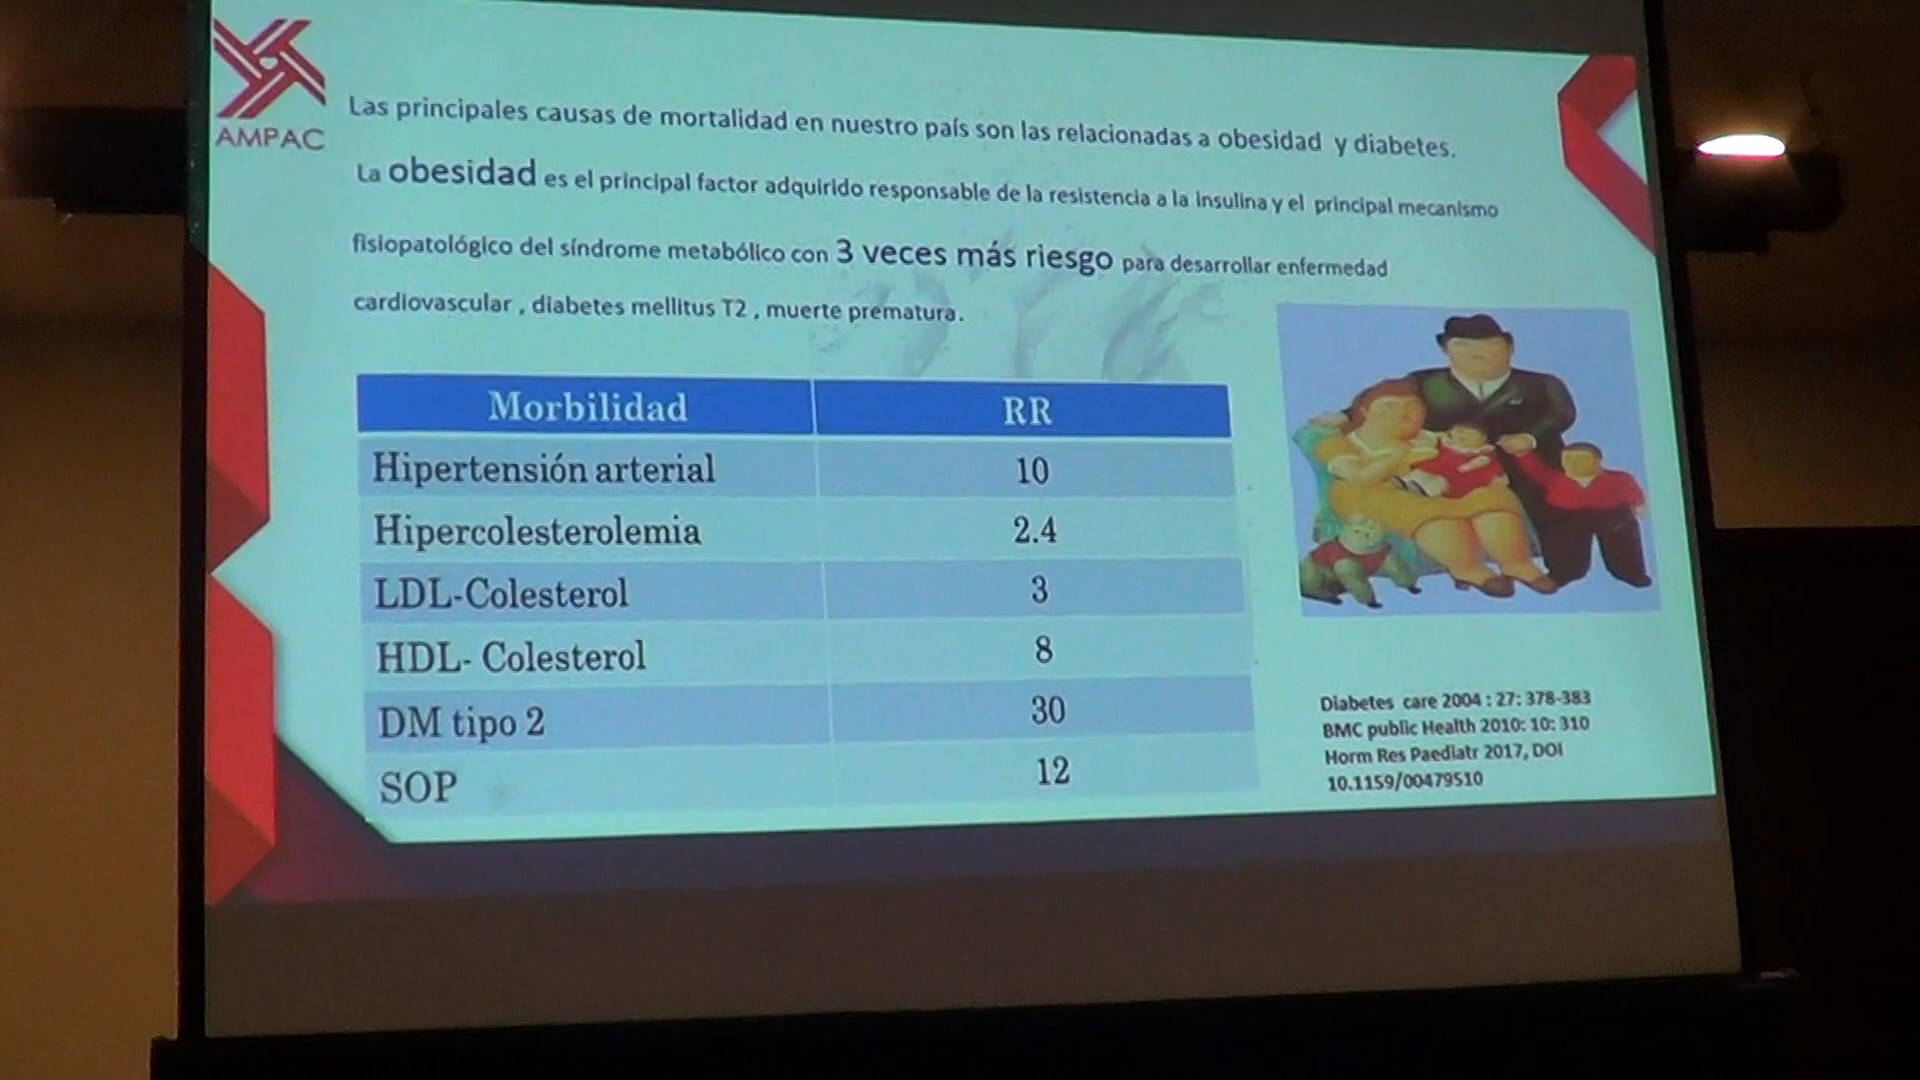 AMPAC
Las principales causas de mortalidad en nuestro país son las relacionadas a obesidad y diabetes.
La obesidad es el principal factor adquirido responsable de la resistencia a la insulina y el principal mecanismo
fisiopatológico del síndrome metabólico con 3 veces más riesgo para desarrollar enfermedad
cardiovascular , diabetes mellitus T2 , muerte prematura.
Morbilidad RR
Hipertensión arterial 10
Hipercolesterolemia 2.4
LDL-Colesterol 3
HDL- Colesterol 8
DM tipo 2 30
SOP 12
Diabetes care 2004 : 27: 378-383
BMC public Health 2010: 10: 310
Horm Res Paediatr 2017, DOI
10.1159/00479510